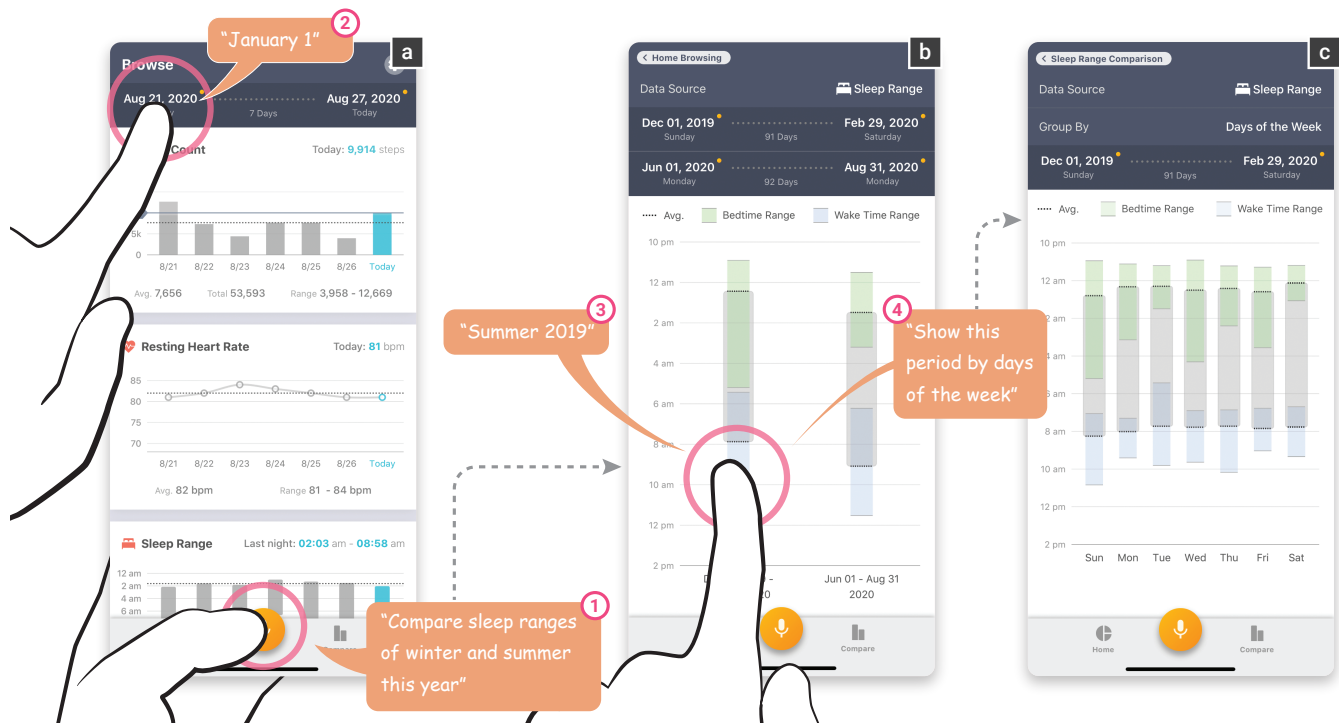 "January 1"
2
a
Browse
Aug 21, 2020
Aug 27, 2020
7 Days
Today
Count
Today: 9,914 steps
5k
0
8/21 8/22 8/23 8/24 8/25 8/26 Today
Avg. 7,656 Total 53,593 Range 3,958 - 12,669
Resting Heart Rate
Today: 81 bpm
85
80
75
70
8/21 8/22 8/23 8/24 8/25 8/26 Today
Avg. 82 bpm Range 81 - 84 bpm
Sleep Range
Last night: 02:03 am - 08:58 am
12 am
2 am
4 am
6 am
1
"Compare sleep ranges
of winter and summer
this year"
b
< Home Browsing
Data Source
Sleep Range
Dec 01, 2019
Feb 29, 2020
Sunday
91 Days
Saturday
Jun 01, 2020
Aug 31, 2020
Monday
92 Days
Monday
Avg. Bedtime Range Wake Time Range
10 pm
12 am
2 am
4 am
6 am
8 am
10 am
12 pm
2 pm
Jun 01 - Aug 31
2020
Compare
3
"Summer 2019"
4
"Show this
period by days
of the week"
c
< Sleep Range Comparison
Data Source
Sleep Range
Group By
Days of the Week
Dec 01, 2019
Feb 29, 2020
Sunday
91 Days
Saturday
Avg. Bedtime Range Wake Time Range
10 pm
12 am
2 am
4 am
6 am
8 am
10 am
12 pm
2 pm
Sun Mon Tue Wed Thu Fri Sat
Home
Compare